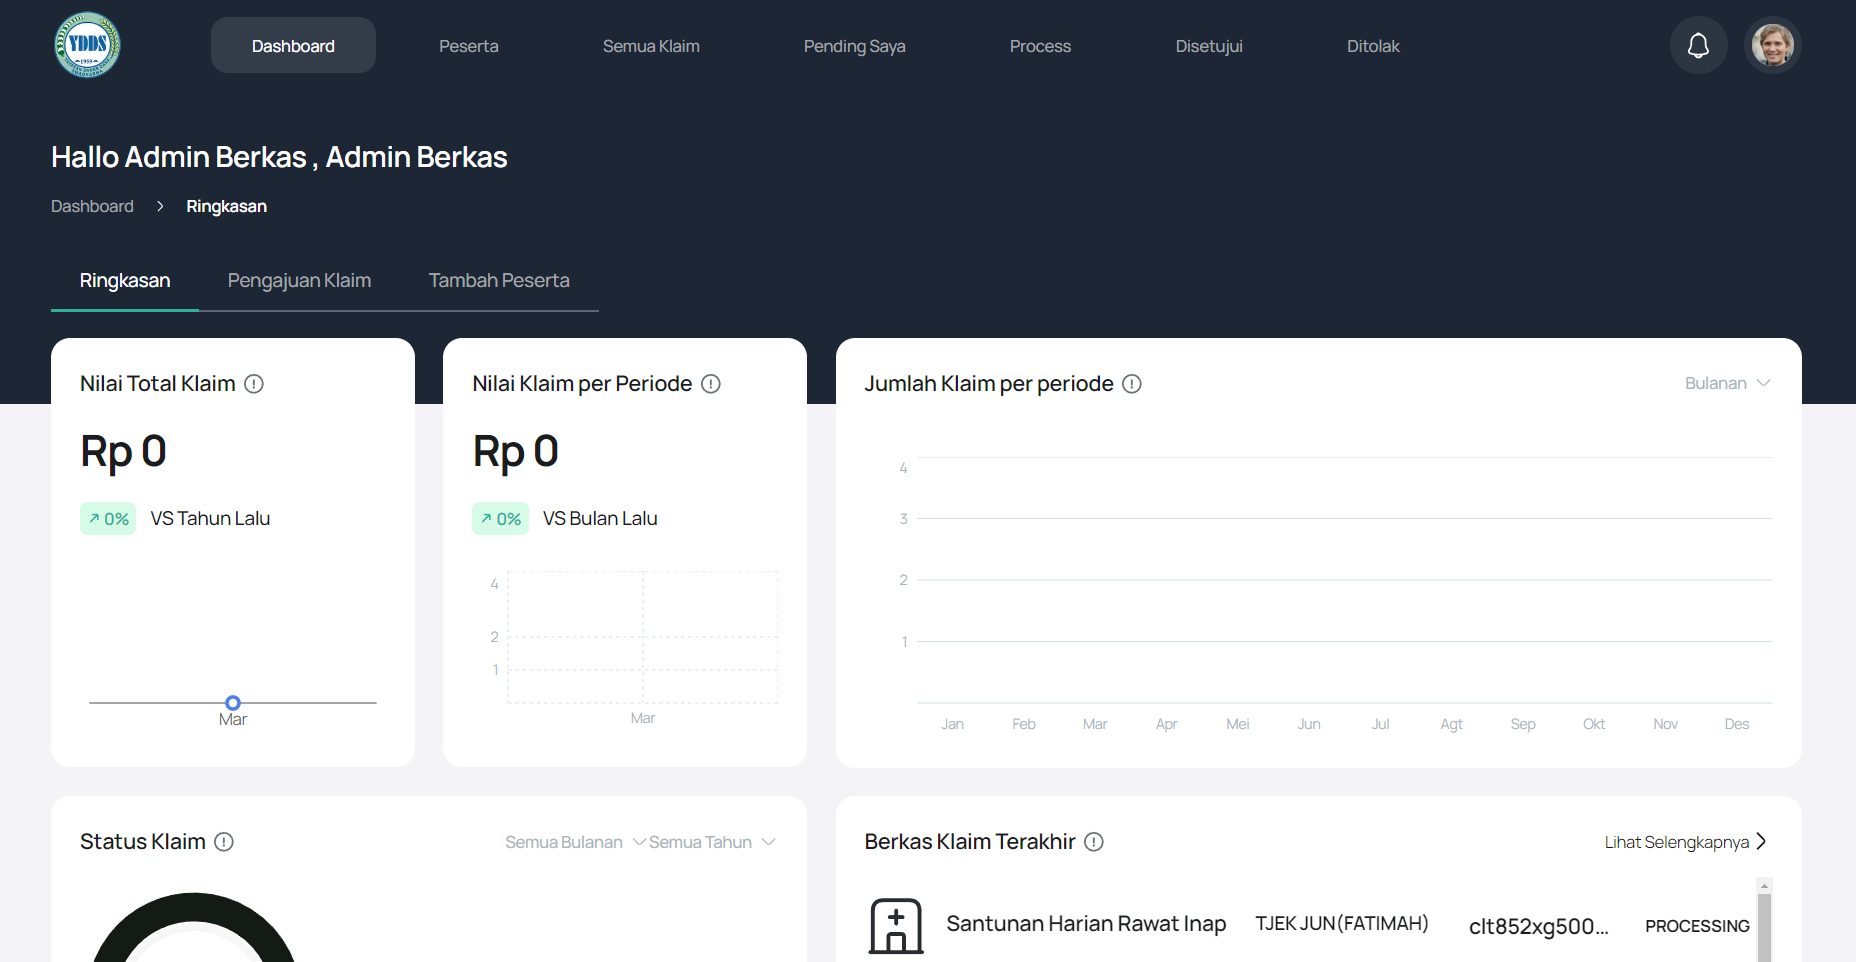 YDDS
1959
Dashboard
Peserta
Semua Klaim
Pending Saya
Process
Disetujui
Ditolak
Hallo Admin Berkas , Admin Berkas
Dashboard > Ringkasan
Ringkasan
Pengajuan Klaim
Tambah Peserta
Nilai Total Klaim
Rp 0
0% VS Tahun Lalu
Mar
Nilai Klaim per Periode
Rp 0
0% VS Bulan Lalu
4
2
1
Mar
Jumlah Klaim per periode
Bulanan
4
3
2
1
Jan Feb Mar Apr Mei Jun Jul Agt Sep Okt Nov Des
Status Klaim
Semua Bulanan
Semua Tahun
Berkas Klaim Terakhir
Lihat Selengkapnya
Santunan Harian Rawat Inap TJEK JUN(FATIMAH) clt852xg500... PROCESSING